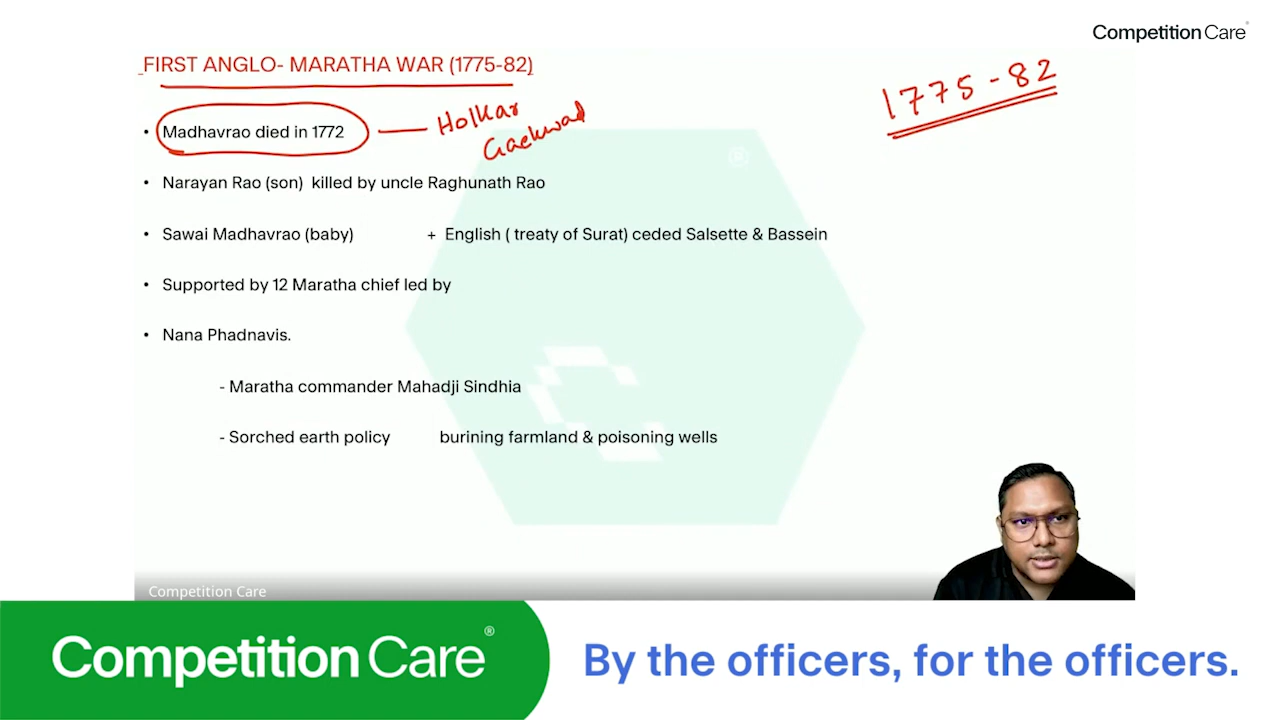 Competition Care
FIRST ANGLO- MARATHA WAR (1775-82)
1775-82
• Madhavrao died in 1772 — Holkar
Gaekwad
• Narayan Rao (son) killed by uncle Raghunath Rao
• Sawai Madhavrao (baby) + English ( treaty of Surat) ceded Salsette & Bassein
• Supported by 12 Maratha chief led by
• Nana Phadnavis.
- Maratha commander Mahadji Sindhia
- Sorched earth policy burining farmland & poisoning wells
Competition Care
Competition Care®
By the officers, for the officers.